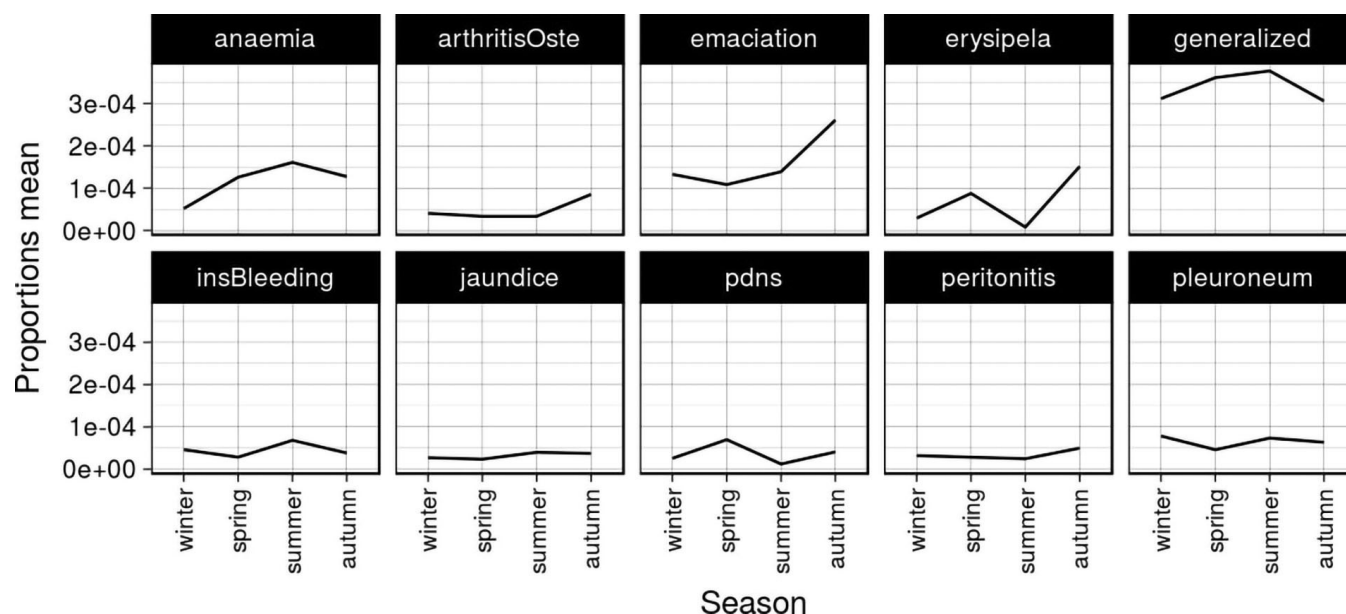 anaemia arthritisOste emaciation erysipela generalized
3e-04
2e-04
1e-04
0e+00
insBleeding jaundice pdns peritonitis pleuroneum
3e-04
2e-04
1e-04
0e+00
Proportions mean
winter spring summer autumn winter spring summer autumn winter spring summer autumn winter spring summer autumn winter spring summer autumn
Season